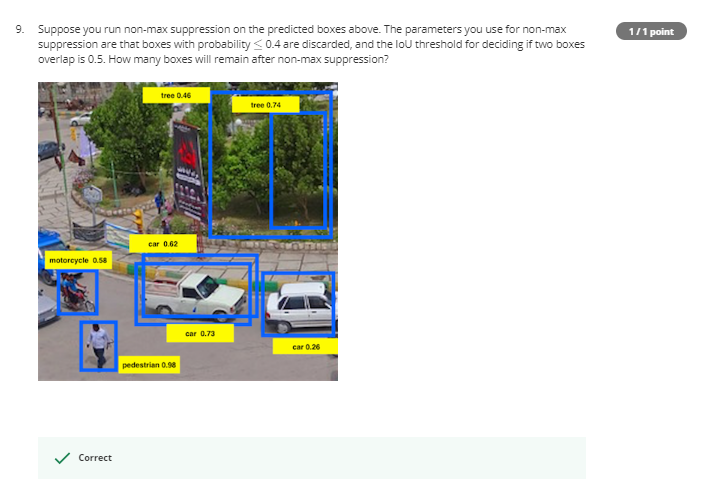 9. Suppose you run non-max suppression on the predicted boxes above. The parameters you use for non-max
suppression are that boxes with probability ≤ 0.4 are discarded, and the IoU threshold for deciding if two boxes
overlap is 0.5. How many boxes will remain after non-max suppression?
1 / 1 point
tree 0.46
tree 0.74
car 0.62
motorcycle 0.58
car 0.73
car 0.26
pedestrian 0.98
Correct